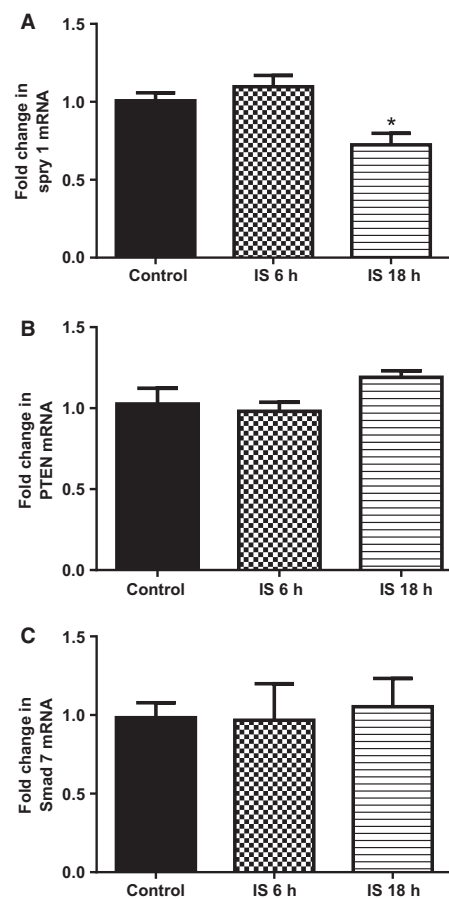 A
Fold change in
spry 1 mRNA
1.5
1.0
0.5
0.0
*
Control IS 6 h IS 18 h
B
Fold change in
PTEN mRNA
1.5
1.0
0.5
0.0
Control IS 6 h IS 18 h
C
Fold change in
Smad 7 mRNA
1.5
1.0
0.5
0.0
Control IS 6 h IS 18 h